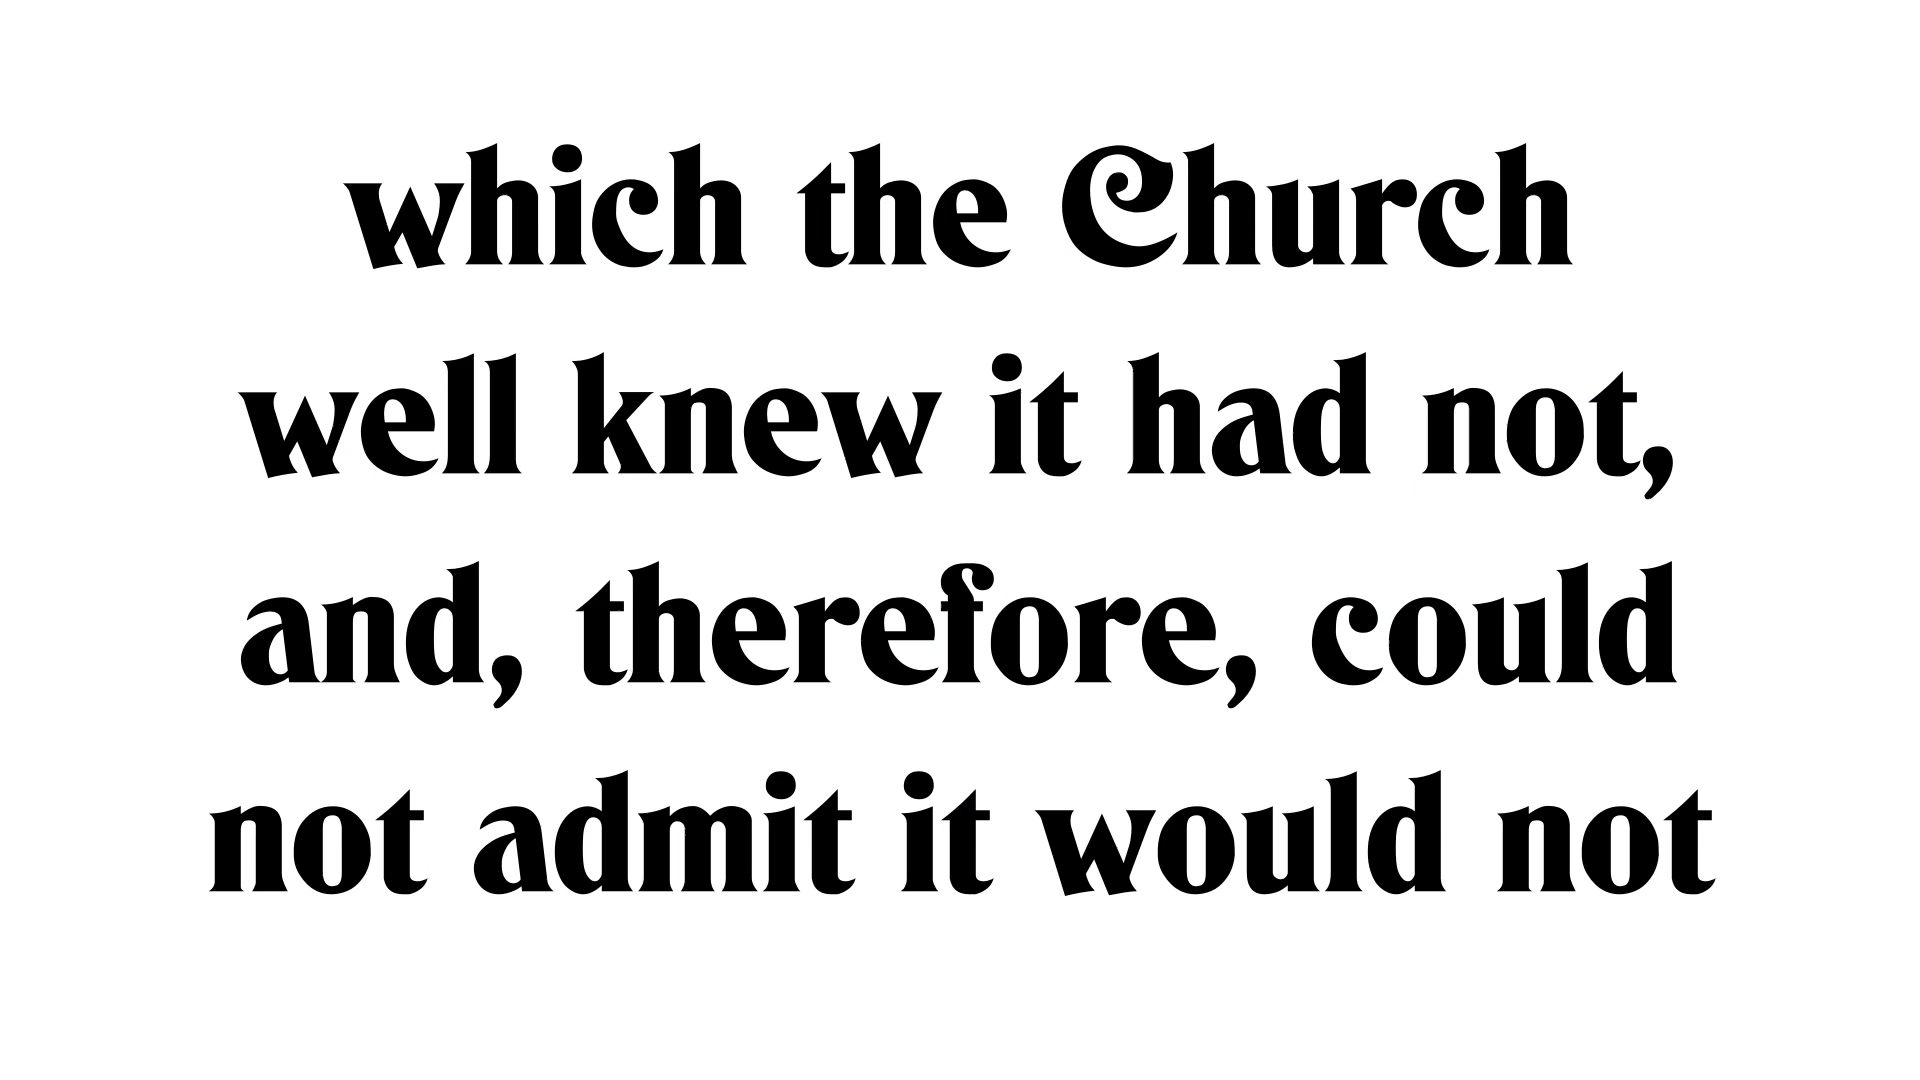 which the Church
well knew it had not,
and, therefore, could
not admit it would not